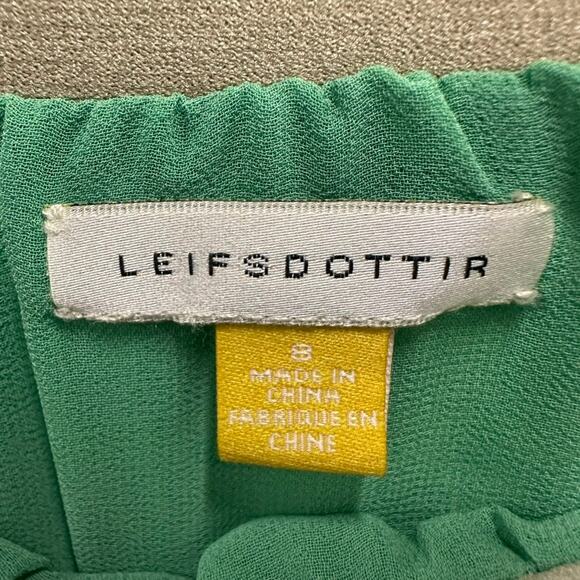 LEIFSDOTTIR
8
MADE IN
CHINA
FABRIQUE EN
CHINE